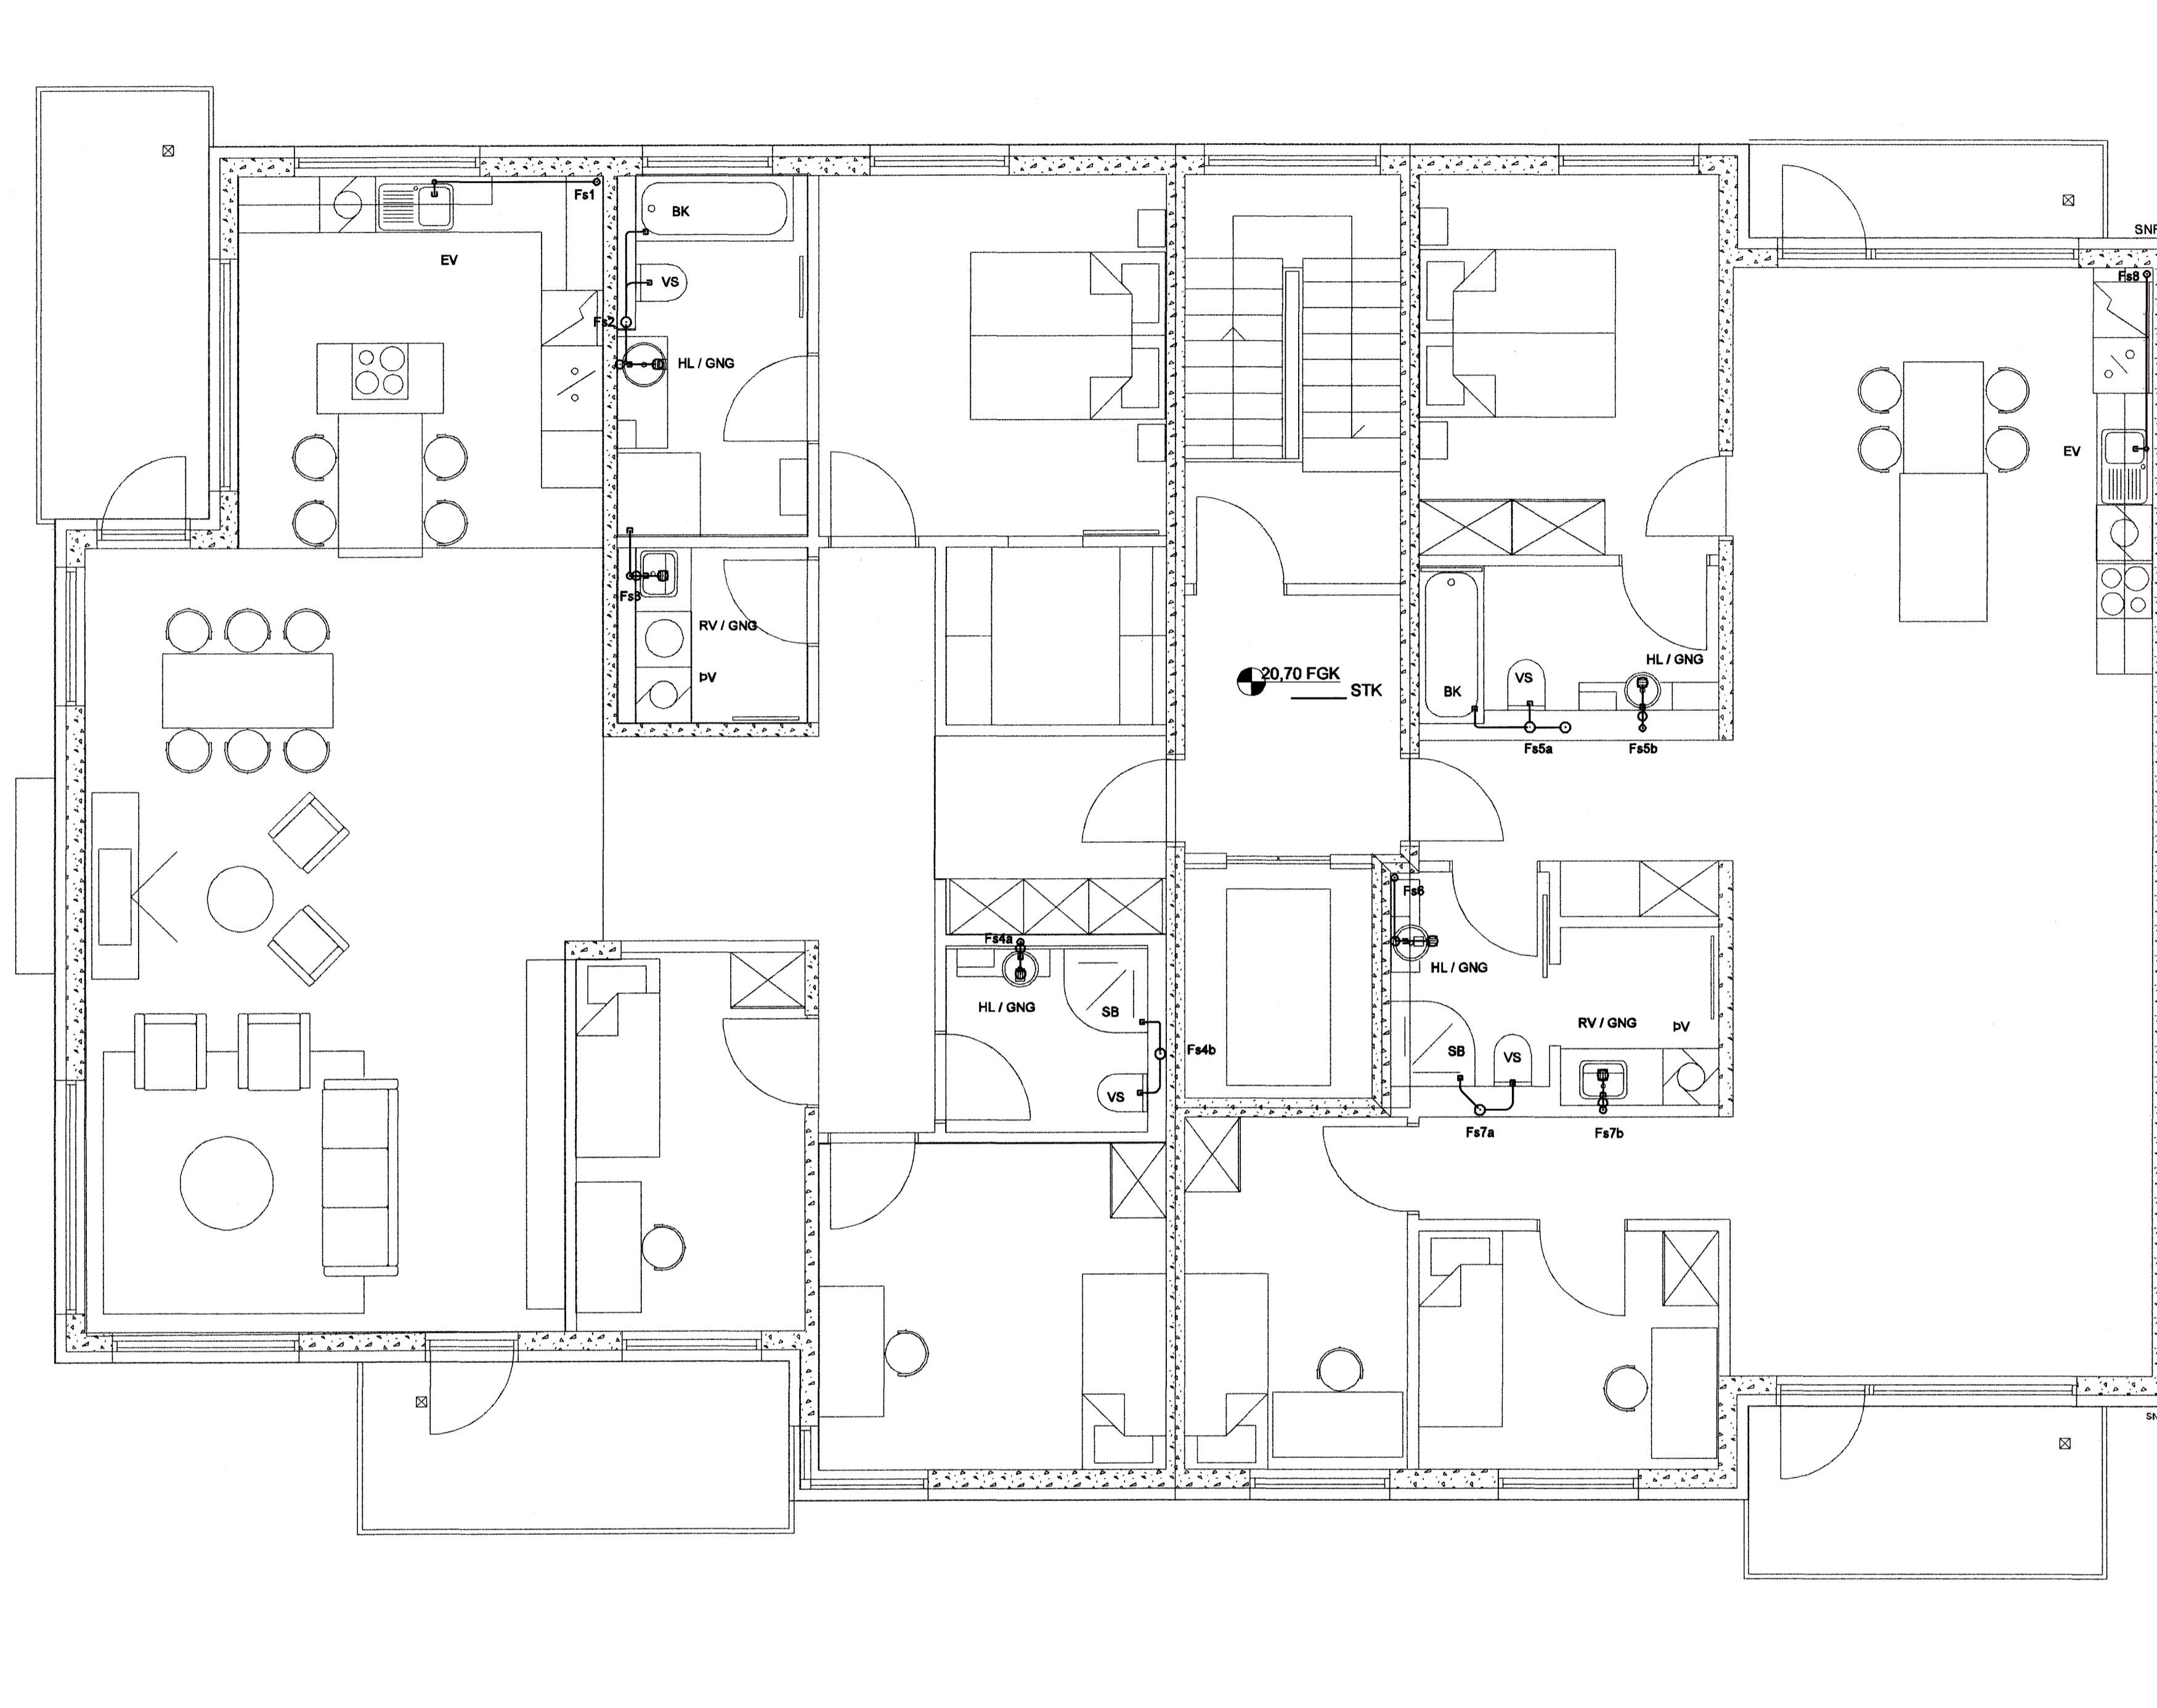 Fs1
BK
SNF
EV
VS
Fs8
Fs2
HL / GNG
EV
Fs3
RV / GNG
ÞV
20,70 FGK
STK
HL / GNG
VS
BK
Fs5a
Fs5b
Fs6
Fs4a
HL / GNG
HL / GNG
SB
RV / GNG
ÞV
Fs4b
SB
VS
VS
Fs7a
Fs7b
SN